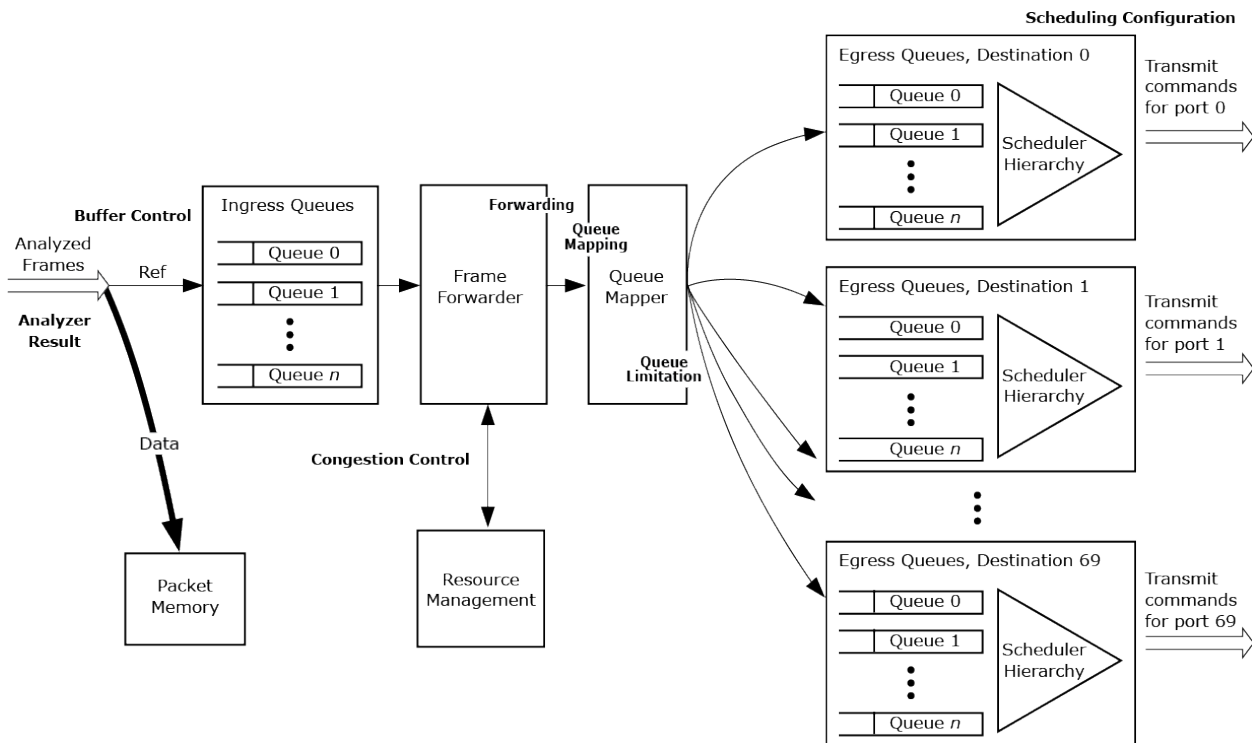 Scheduling Configuration
Egress Queues, Destination 0
Queue 0
Queue 1
Queue n
Scheduler
Hierarchy
Transmit
commands
for port 0
Buffer Control
Analyzed
Frames
Ref
Analyzer
Result
Data
Packet
Memory
Ingress Queues
Queue 0
Queue 1
Queue n
Frame
Forwarder
Congestion Control
Resource
Management
Forwarding
Queue
Mapping
Queue
Mapper
Queue
Limitation
Egress Queues, Destination 1
Queue 0
Queue 1
Queue n
Scheduler
Hierarchy
Transmit
commands
for port 1
Egress Queues, Destination 69
Queue 0
Queue 1
Queue n
Scheduler
Hierarchy
Transmit
commands
for port 69